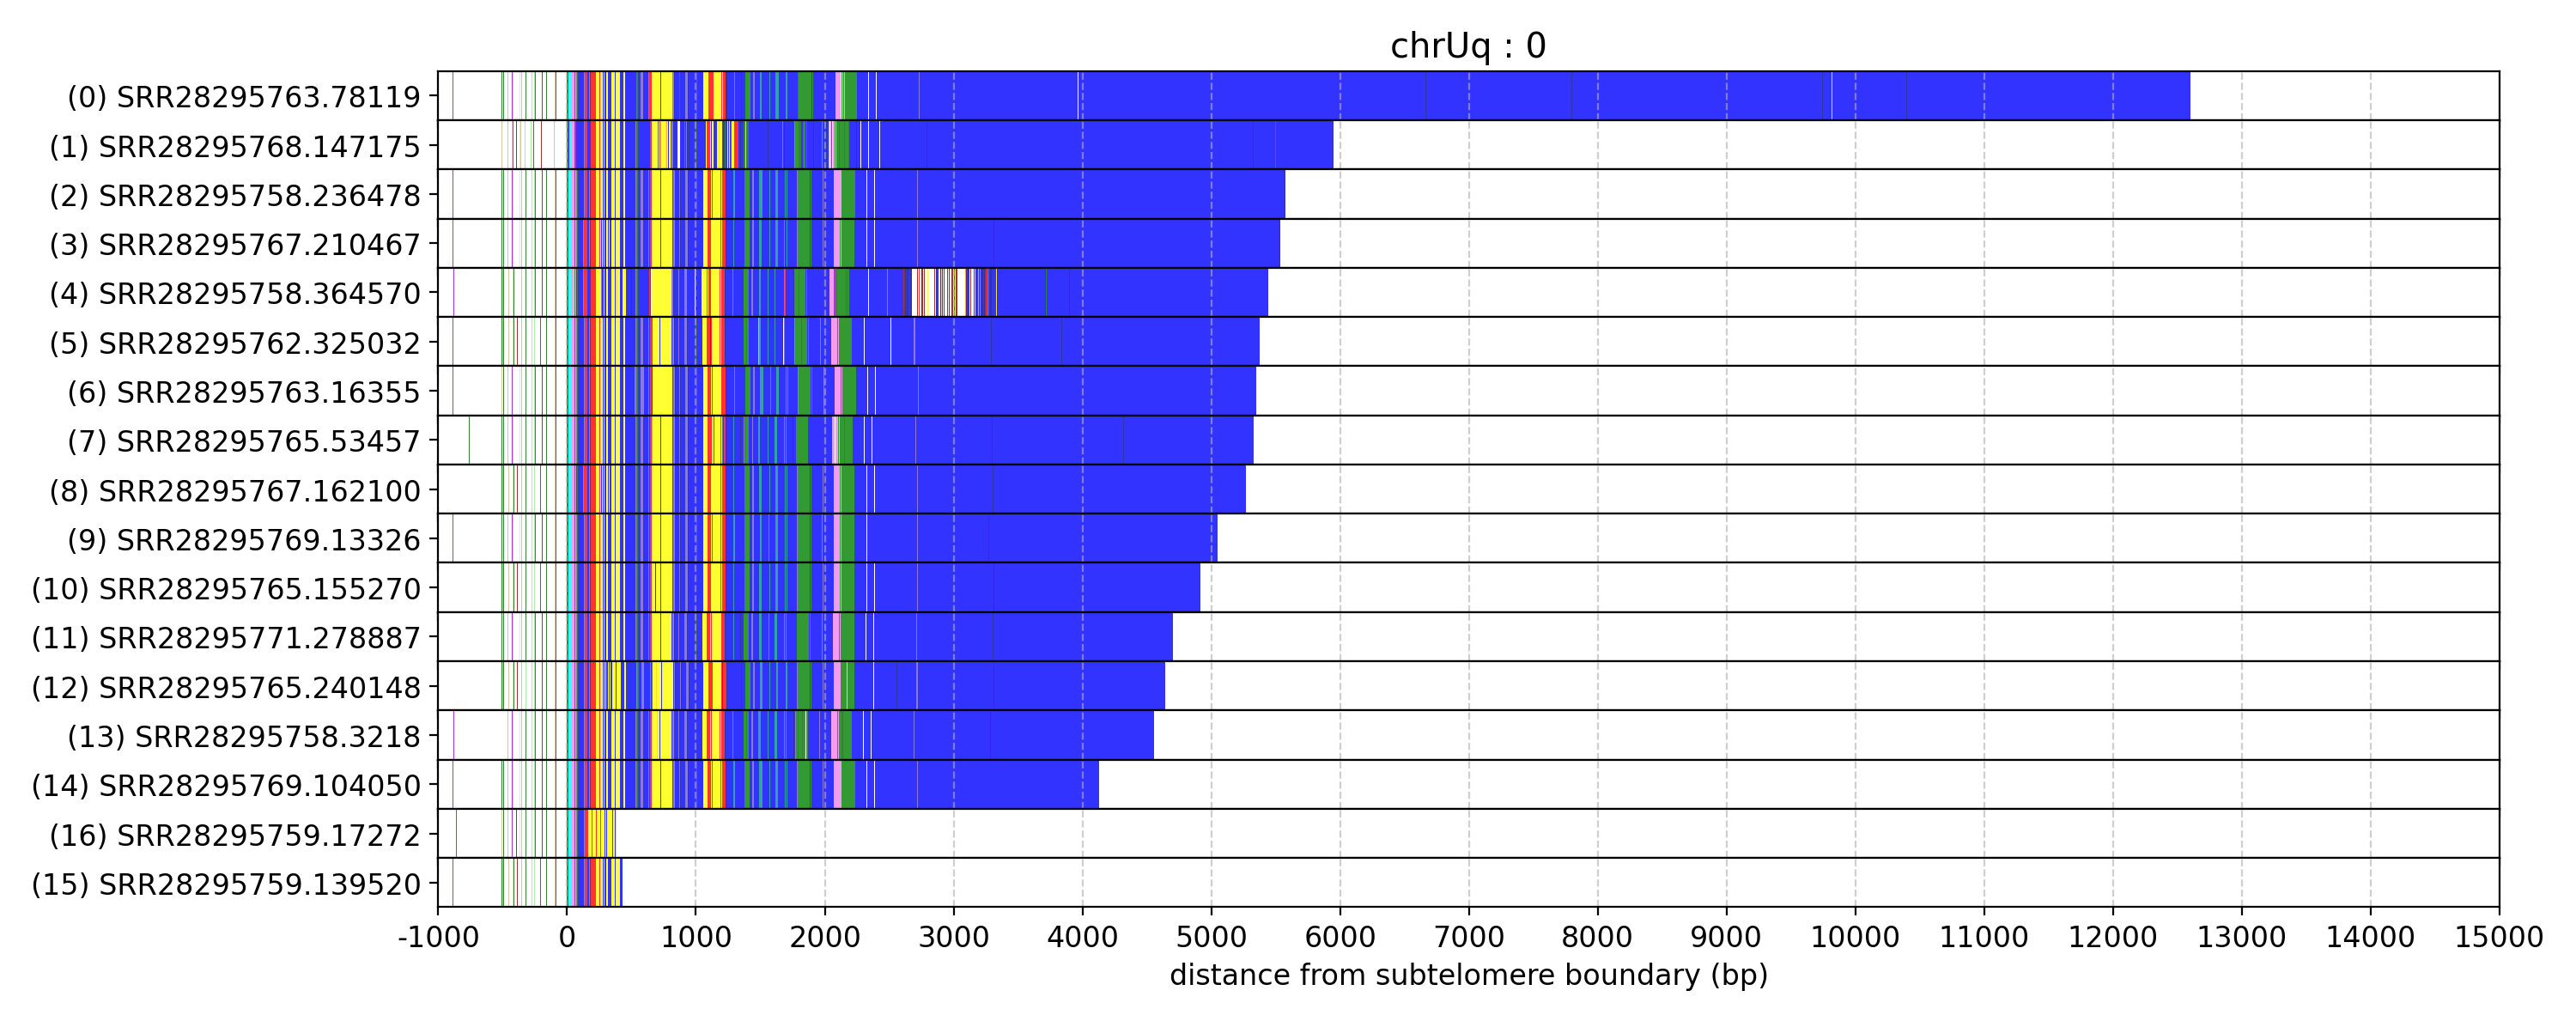 chrUq : 0
(0) SRR28295763.78119
(1) SRR28295768.147175
(2) SRR28295758.236478
(3) SRR28295767.210467
(4) SRR28295758.364570
(5) SRR28295762.325032
(6) SRR28295763.16355
(7) SRR28295765.53457
(8) SRR28295767.162100
(9) SRR28295769.13326
(10) SRR28295765.155270
(11) SRR28295771.278887
(12) SRR28295765.240148
(13) SRR28295758.3218
(14) SRR28295769.104050
(16) SRR28295759.17272
(15) SRR28295759.139520
-1000 0 1000 2000 3000 4000 5000 6000 7000 8000 9000 10000 11000 12000 13000 14000 15000
distance from subtelomere boundary (bp)